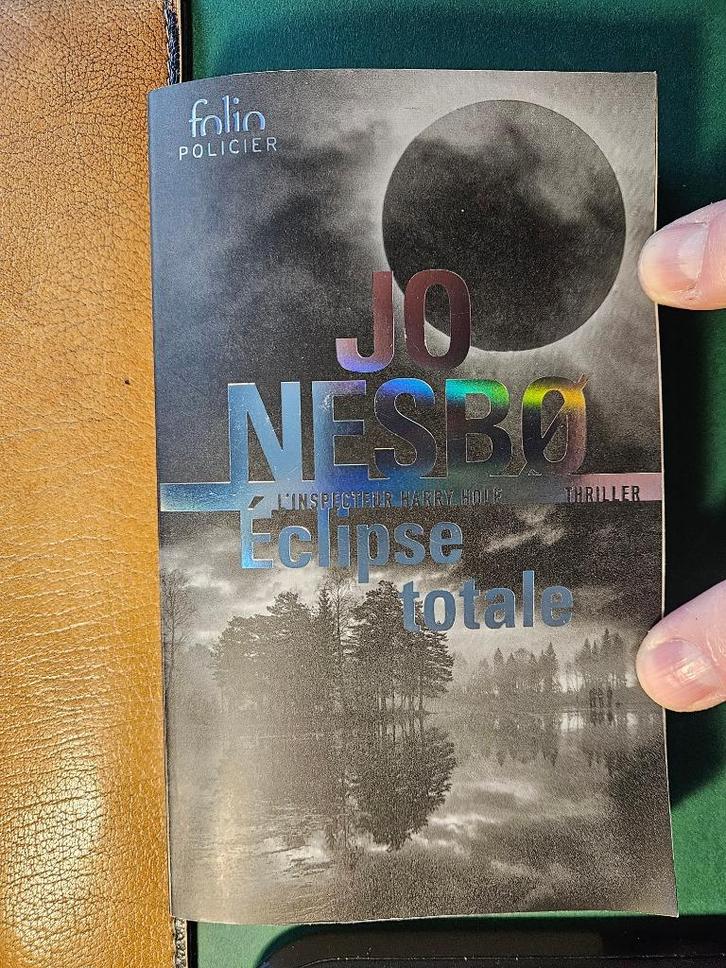 folio
POLICIER
JO
NESBØ
L'INSPECTEUR HARRY HOLE THRILLER
Éclipse
totale